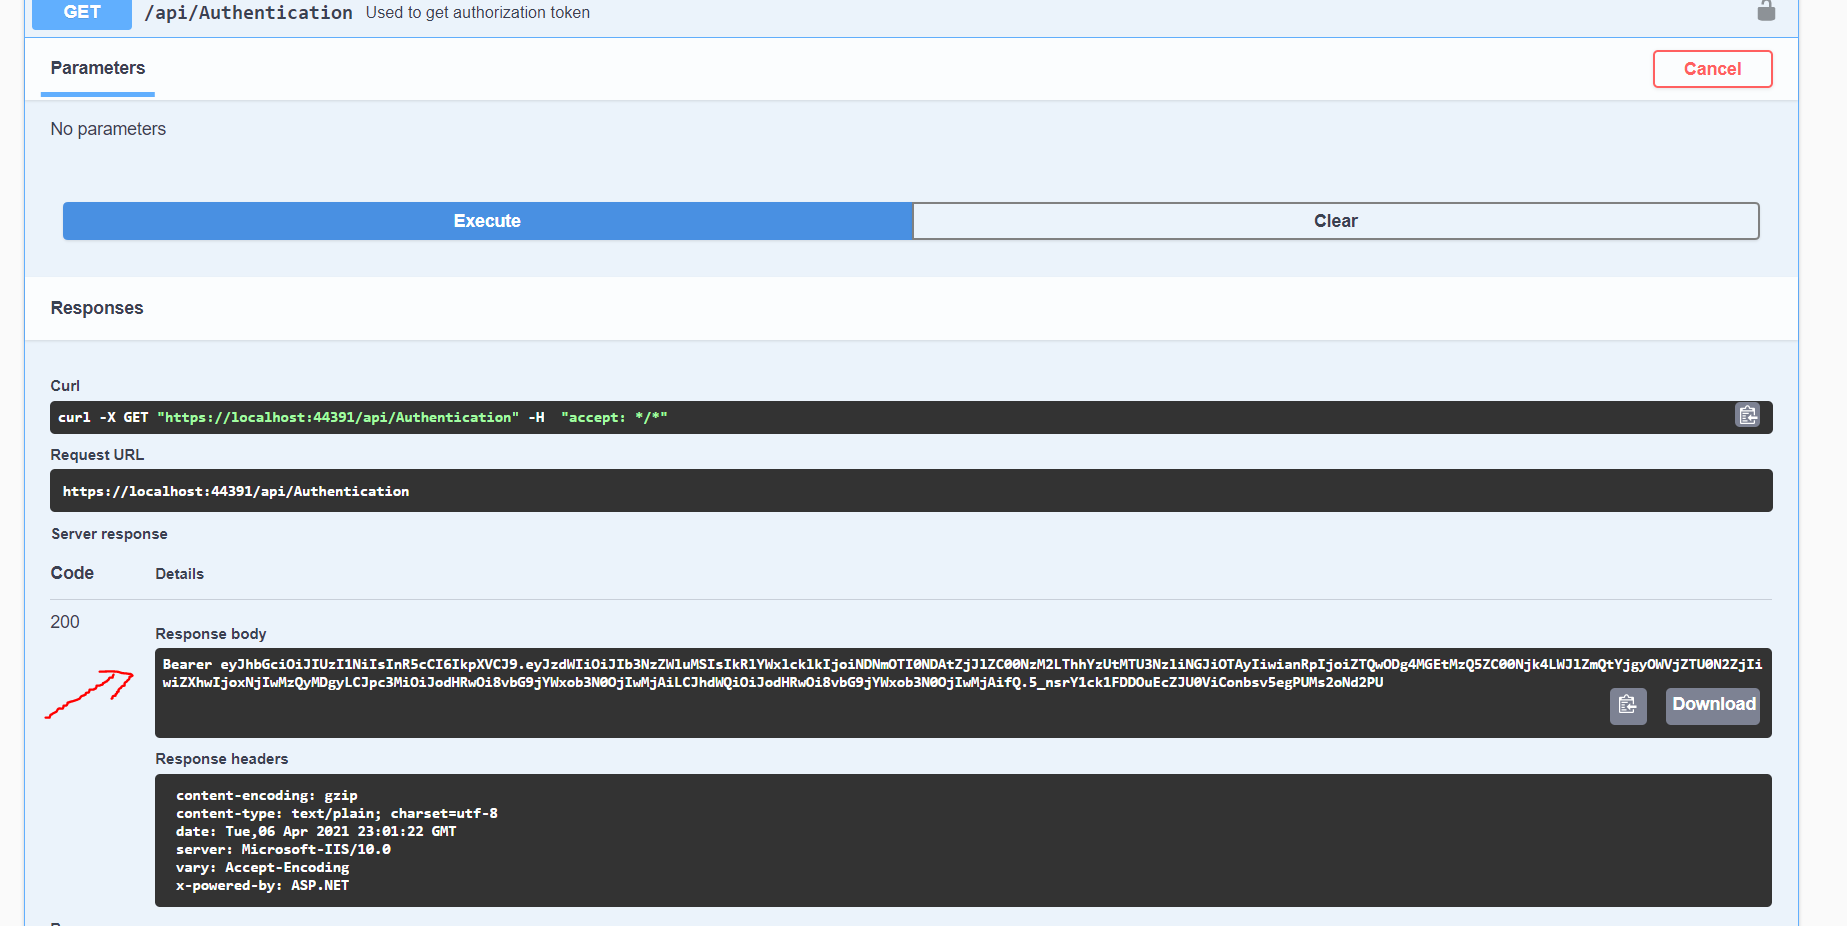 GET /api/Authentication Used to get authorization token
Parameters
Cancel
No parameters
Execute
Clear
Responses
Curl
curl -X GET "https://localhost:44391/api/Authentication" -H  "accept: */*"
Request URL
https://localhost:44391/api/Authentication
Server response
Code Details
200
Response body
Bearer eyJhbGciOiJIUzI1NiIsInR5cCI6IkpXVCJ9.eyJzdWIiOiJIb3NzZWluMSIsIkRlYWxlcklkIjoiNDNmOTI0NDAtZjJlZC00NzM2LThhYzUtMTU3NzliNGJiOTAyIiwianRpIjoiZTQwODg4MGEtMzQ5ZC00Njk4LWJlZmQtYjgyOWVjZTU0N2ZjIi
wiZXhwIjoxNjIwMzQyMDgyLCJpc3MiOiJodHRwOi8vbG9jYWxob3N0OjIwMjAiLCJhdWQiOiJodHRwOi8vbG9jYWxob3N0OjIwMjAifQ.5_nsrY1ck1FDDOuEcZJU0ViConbsv5egPUMs2oNd2PU
Download
Response headers
content-encoding: gzip
content-type: text/plain; charset=utf-8
date: Tue,06 Apr 2021 23:01:22 GMT
server: Microsoft-IIS/10.0
vary: Accept-Encoding
x-powered-by: ASP.NET